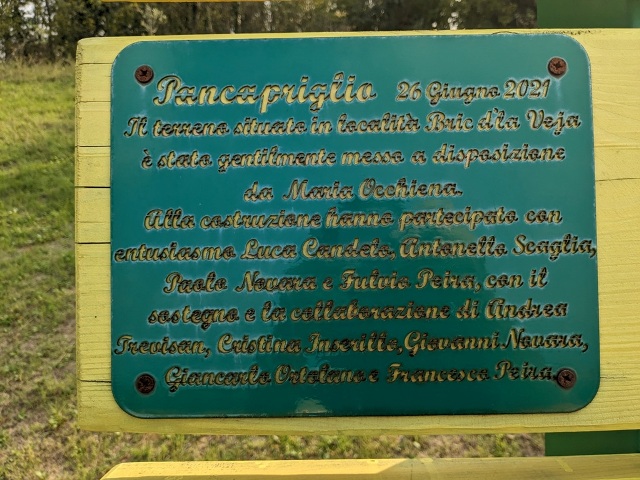 Pancapriglio 26 Giugno 2021
Il terreno situato in località Bric d'la Veja
è stato gentilmente messo a disposizione
da Maria Occhiena.
Alla costruzione hanno partecipato con
entusiasmo Luca Candelo, Antonello Scaglia,
Paolo Novara e Fulvio Peira, con il
sostegno e la collaborazione di Andrea
Trevisan, Cristina Inserillo, Giovanni Novara,
Giancarlo Ortolano e Francesco Peira.